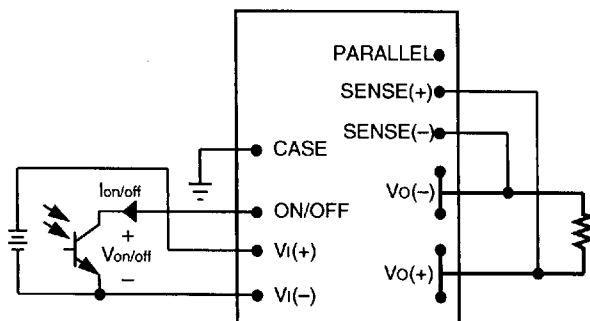 PARALLEL
SENSE(+)
SENSE(–)
CASE
Ion/off
ON/OFF
+
Von/off
–
VI(+)
VI(–)
VO(–)
VO(+)